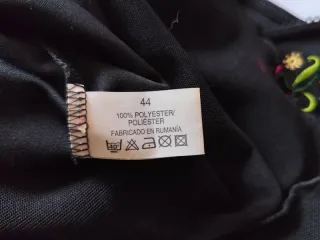 44
100% POLYESTER/
POLIÉSTER
FABRICADO EN RUMANÍA